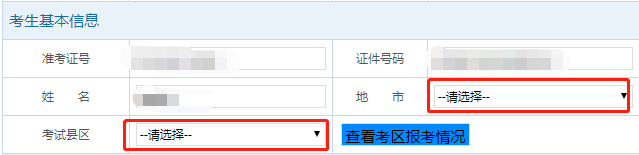 考生基本信息
准考证号 证件号码
姓 名 地 市 --请选择--
考试县区 --请选择-- 查看考区报考情况